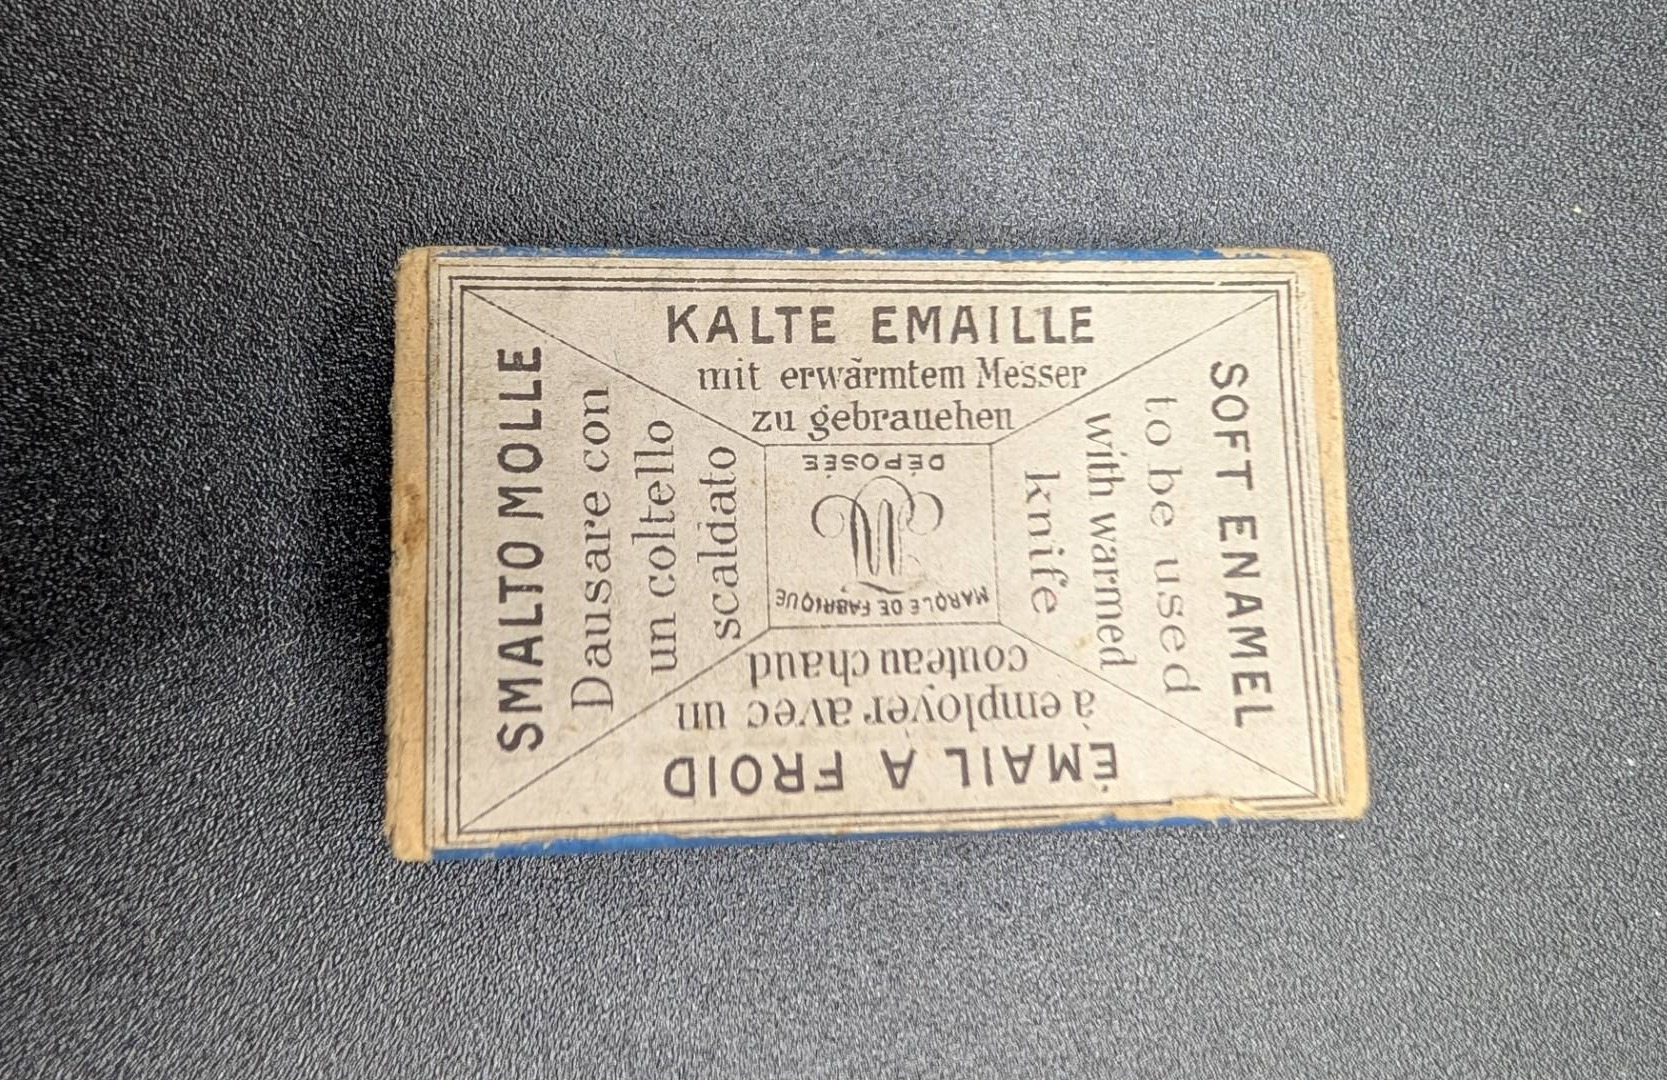 KALTE EMAILLE
mit erwärmtem Messer
zu gebrauehen
SOFT ENAMEL
to be used
with warmed
knife
ÉMAIL A FROID
à employer avec un
couteau chaud
SMALTO MOLLE
Dausare con
un coltello
scaldato
MARQUE DE FABRIQUE
DÉPOSÉE